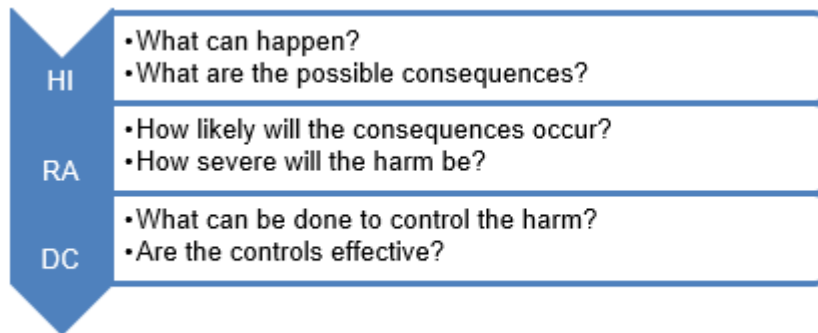 HI
•What can happen?
•What are the possible consequences?
RA
•How likely will the consequences occur?
•How severe will the harm be?
DC
•What can be done to control the harm?
•Are the controls effective?